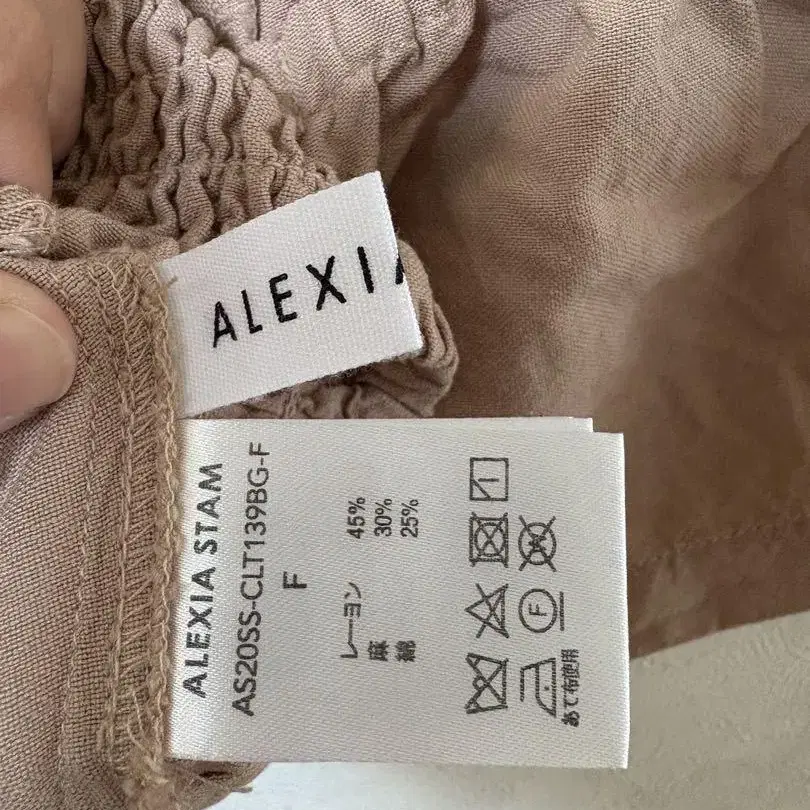 ALEXIA
ALEXIA STAM
AS20SS-CLT139BG-F
F
レーヨン 45%
麻 30%
綿 25%
F
あて布使用